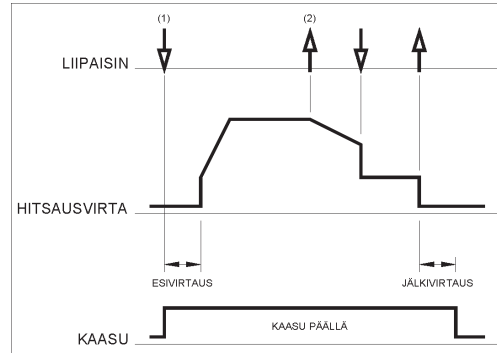 (1)
(2)
LIIPAISIN
HITSAUSVIRTA
ESIVIRTAUS
JÄLKIVIRTAUS
KAASU PÄÄLLÄ
KAASU